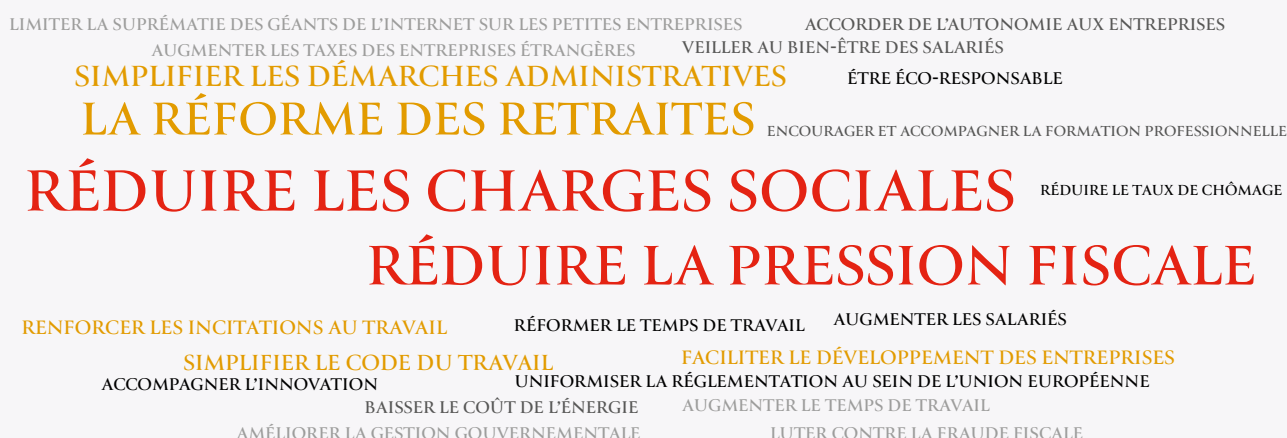 LIMITER LA SUPRÉMATIE DES GÉANTS DE L'INTERNET SUR LES PETITES ENTREPRISES
ACCORDER DE L'AUTONOMIE AUX ENTREPRISES
AUGMENTER LES TAXES DES ENTREPRISES ÉTRANGÈRES
VEILLER AU BIEN-ÊTRE DES SALARIÉS
SIMPLIFIER LES DÉMARCHES ADMINISTRATIVES
ÉTRE ÉCO-RESPONSABLE
LA RÉFORME DES RETRAITES
ENCOURAGER ET ACCOMPAGNER LA FORMATION PROFESSIONNELLE
RÉDUIRE LES CHARGES SOCIALES
RÉDUIRE LE TAUX DE CHÔMAGE
RÉDUIRE LA PRESSION FISCALE
RENFORCER LES INCITATIONS AU TRAVAIL
RÉFORMER LE TEMPS DE TRAVAIL
AUGMENTER LES SALARIÉS
SIMPLIFIER LE CODE DU TRAVAIL
FACILITER LE DÉVELOPPEMENT DES ENTREPRISES
ACCOMPAGNER L'INNOVATION
UNIFORMISER LA RÉGLEMENTATION AU SEIN DE L'UNION EUROPÉENNE
BAISSER LE COÛT DE L'ÉNERGIE
AUGMENTER LE TEMPS DE TRAVAIL
AMÉLIORER LA GESTION GOUVERNEMENTALE
LUTER CONTRE LA FRAUDE FISCALE